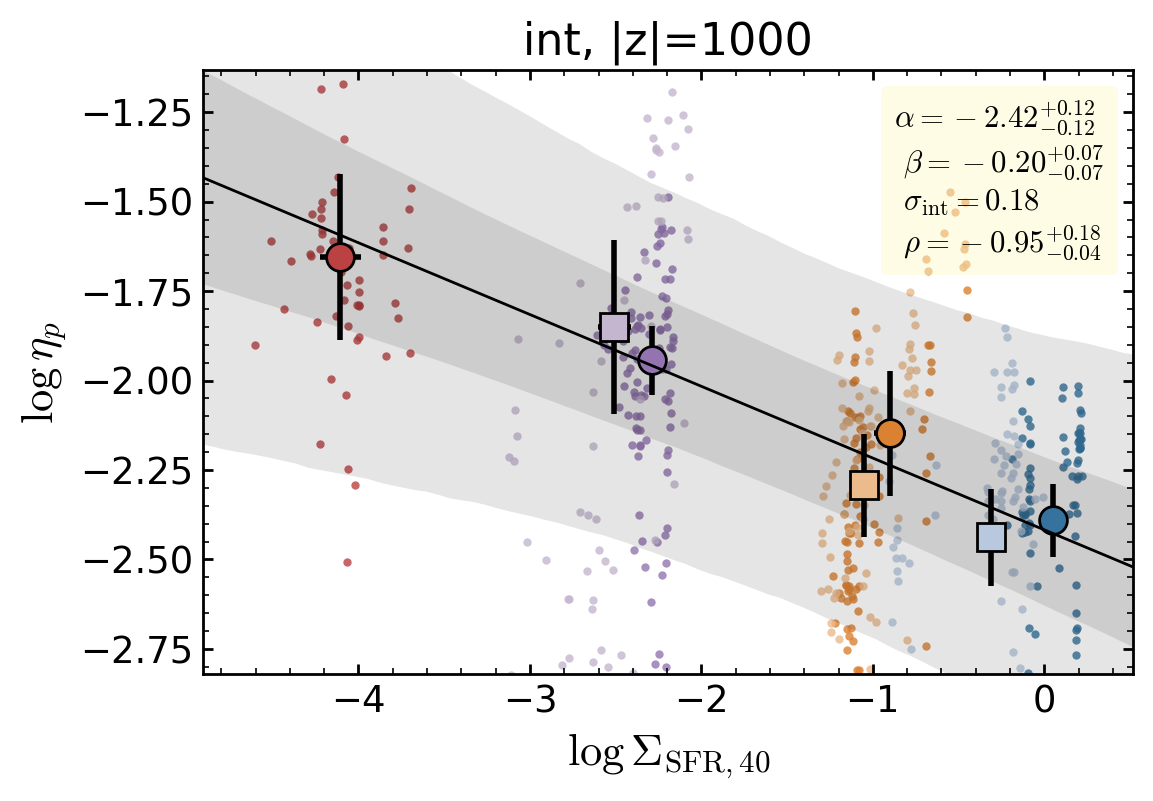 int, |z|=1000
α = − 2.42 +0.12 −0.12
β = − 0.20 +0.07 −0.07
σint = 0.18
ρ = − 0.95 +0.18 −0.04
log ηp
−1.25
−1.50
−1.75
−2.00
−2.25
−2.50
−2.75
−4 −3 −2 −1 0
log ΣSFR, 40